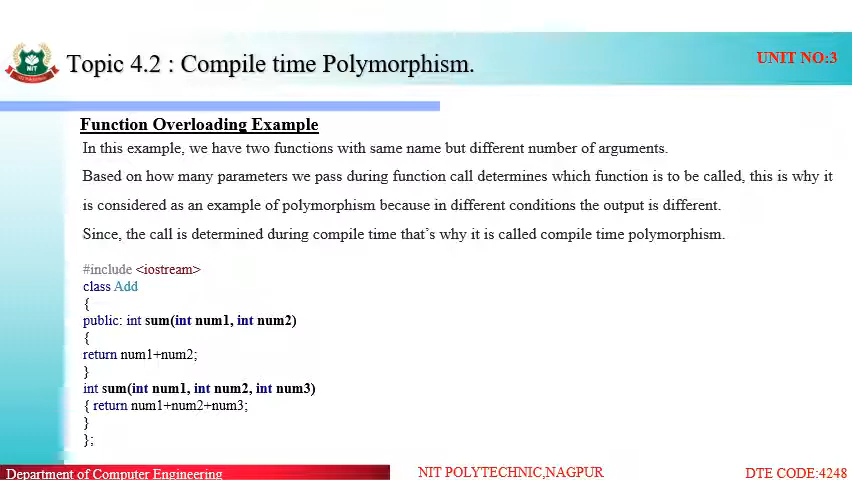 NIT
Topic 4.2 : Compile time Polymorphism.
UNIT NO:3
Function Overloading Example
In this example, we have two functions with same name but different number of arguments.
Based on how many parameters we pass during function call determines which function is to be called, this is why it
is considered as an example of polymorphism because in different conditions the output is different.
Since, the call is determined during compile time that's why it is called compile time polymorphism.
#include <iostream>
class Add
{
public: int sum(int num1, int num2)
{
return num1+num2;
}
int sum(int num1, int num2, int num3)
{ return num1+num2+num3;
}
};
Department of Computer Engineering
NIT POLYTECHNIC,NAGPUR
DTE CODE:4248